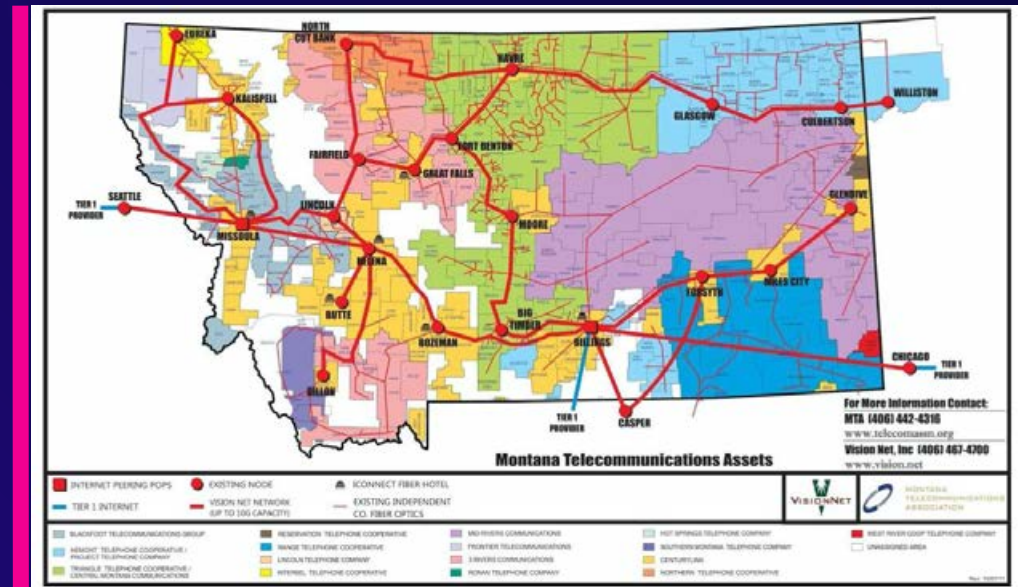 EUREKA
NORTH
CUT BANK
HAVRE
KALISPELL
GLASGOW
CULBERTSON
WILLISTON
FORT BENTON
FAIRFIELD
GREAT FALLS
SEATTLE
TIER 1
PROVIDER
LINCOLN
MISSOULA
MOORE
GLENDIVE
HELENA
FORSYTH
MILES CITY
BUTTE
BOZEMAN
BIG
TIMBER
BILLINGS
DILLON
CHICAGO
TIER 1
PROVIDER
TIER 1
PROVIDER
CASPER
For More Information Contact:
MTA (406) 442-4316
www.telecomassn.org
Vision Net, Inc (406) 467-4700
www.vision.net
Montana Telecommunications Assets
INTERNET PEERING POPS
EXISTING NODE
ICONNECT FIBER HOTEL
TIER 1 INTERNET
VISION NET NETWORK
(UP TO 10G CAPACITY)
EXISTING INDEPENDENT
CO. FIBER OPTICS
VISIONNET
MONTANA
TELECOMMUNICATIONS
ASSOCIATION
BLACKFOOT TELECOMMUNICATIONS GROUP
NEMONT TELEPHONE COOPERATIVE /
PROJECT TELEPHONE COMPANY
TRIANGLE TELEPHONE COOPERATIVE /
CENTRAL MONTANA COMMUNICATIONS
RESERVATION TELEPHONE COOPERATIVE
RANGE TELEPHONE COOPERATIVE
LINCOLN TELEPHONE COMPANY
INTERBEL TELEPHONE COOPERATIVE
MID-RIVERS COMMUNICATIONS
FRONTIER TELECOMMUNICATIONS
3 RIVERS COMMUNICATIONS
RONAN TELEPHONE COMPANY
HOT SPRINGS TELEPHONE COMPANY
SOUTHERN MONTANA TELEPHONE COMPANY
CENTURYLINK
NORTHERN TELEPHONE COOPERATIVE
WEST RIVER COOP TELEPHONE COMPANY
UNASSIGNED AREA